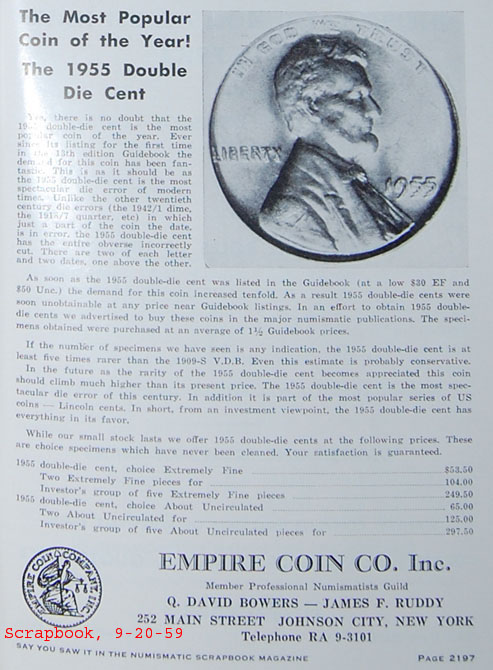 The Most Popular
Coin of the Year!
The 1955 Double
Die Cent
IN GOD WE TRUST
LIBERTY
1955
Yes, there is no doubt that the
1955 double-die cent is the most
popular coin of the year. Ever
since its listing for the first time
in the 13th edition Guidebook the
demand for this coin has been fan-
tastic. This is as it should be as
the 1955 double-die cent is the most
spectacular die error of modern
times. Unlike the other twentieth
century die errors (the 1942/1 dime,
the 1918/7 quarter, etc) in which
just a part of the coin the date,
is in error, the 1955 double-die cent
has the entire obverse incorrectly
cut. There are two of each letter
and two dates, one above the other.
As soon as the 1955 double-die cent was listed in the Guidebook (at a low $30 EF and
$50 Unc.) the demand for this coin increased tenfold. As a result 1955 double-die cents were
soon unobtainable at any price near Guidebook listings. In an effort to obtain 1955 double-
die cents we advertised to buy these coins in the major numismatic publications. The speci-
mens obtained were purchased at an average of 1½ Guidebook prices.
If the number of specimens we have seen is any indication, the 1955 double-die cent is at
least five times rarer than the 1909-S V.D.B. Even this estimate is probably conservative.
In the future as the rarity of the 1955 double-die cent becomes appreciated this coin
should climb much higher than its present price. The 1955 double-die cent is the most spec-
tacular die error of this century. In addition it is part of the most popular series of US
coins — Lincoln cents. In short, from an investment viewpoint, the 1955 double-die cent has
everything in its favor.
While our small stock lasts we offer 1955 double-die cents at the following prices. These
are choice specimens which have never been cleaned. Your satisfaction is guaranteed.
1955 double-die cent, choice Extremely Fine $53.50
Two Extremely Fine pieces for 104.00
Investor's group of five Extremely Fine pieces 249.50
1955 double-die cent, choice About Uncirculated 65.00
Two About Uncirculated for 125.00
Investor's group of five About Uncirculated pieces for 297.50
EMPIRE COIN COMPANY, INC.
EMPIRE COIN CO. Inc.
Member Professional Numismatists Guild
Q. DAVID BOWERS — JAMES F. RUDDY
252 MAIN STREET JOHNSON CITY, NEW YORK
Telephone RA 9-3101
Scrapbook, 9-20-59
SAY YOU SAW IT IN THE NUMISMATIC SCRAPBOOK MAGAZINE PAGE 2197